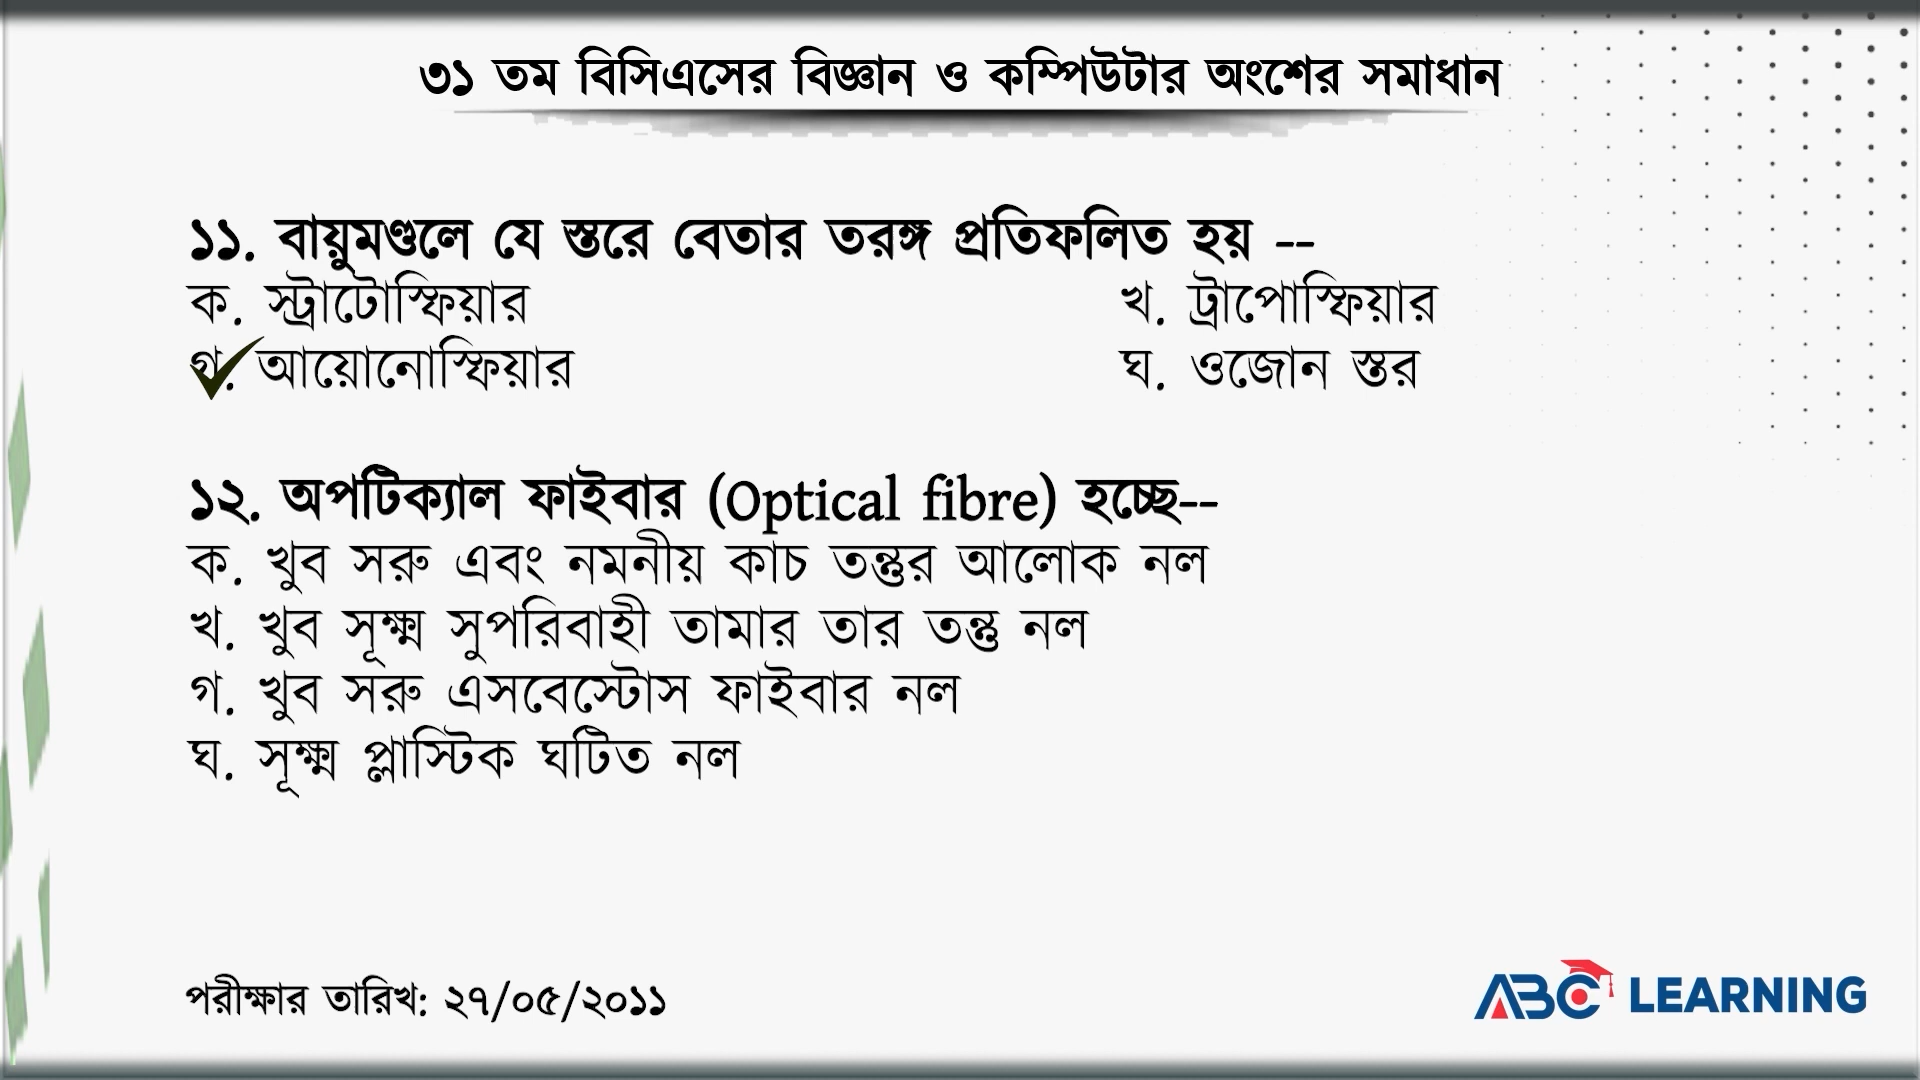 ৩১ তম বিসিএসের বিজ্ঞান ও কম্পিউটার অংশের সমাধান
১১. বায়ুমণ্ডলে যে স্তরে বেতার তরঙ্গ প্রতিফলিত হয় --
ক. স্ট্রাটোস্ফিয়ার খ. ট্রাপোস্ফিয়ার
গ. আয়োনোস্ফিয়ার ঘ. ওজোন স্তর
১২. অপটিক্যাল ফাইবার (Optical fibre) হচ্ছে--
ক. খুব সরু এবং নমনীয় কাচ তন্তুর আলোক নল
খ. খুব সূক্ষ্ম সুপরিবাহী তামার তার তন্তু নল
গ. খুব সরু এসবেস্টোস ফাইবার নল
ঘ. সূক্ষ্ম প্লাস্টিক ঘটিত নল
পরীক্ষার তারিখ: ২৭/০৫/২০১১
ABC LEARNING